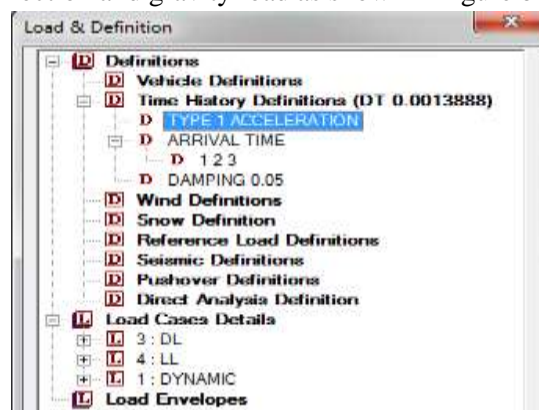 Load & Definition
Definitions
Vehicle Definitions
Time History Definitions (DT 0.0013888)
TYPE 1 ACCELERATION
ARRIVAL TIME
1 2 3
DAMPING 0.05
Wind Definitions
Snow Definition
Reference Load Definitions
Seismic Definitions
Pushover Definitions
Direct Analysis Definition
Load Cases Details
3 : DL
4 : LL
1 : DYNAMIC
Load Envelopes